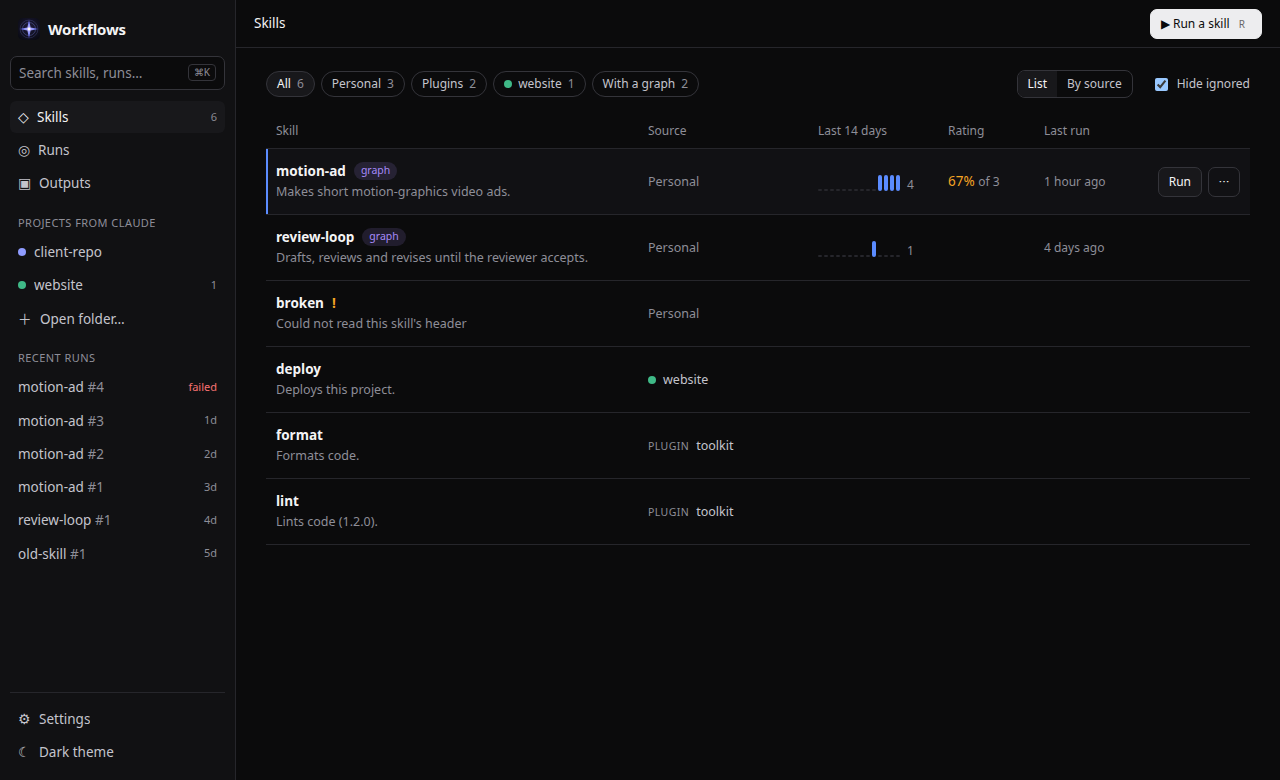 Workflows
Search skills, runs... ⌘K
◇ Skills 6
◎ Runs
▣ Outputs
PROJECTS FROM CLAUDE
client-repo
website 1
+ Open folder...
RECENT RUNS
motion-ad #4 failed
motion-ad #3 1d
motion-ad #2 2d
motion-ad #1 3d
review-loop #1 4d
old-skill #1 5d
⚙ Settings
☾ Dark theme
Skills
▶ Run a skill R
All 6 Personal 3 Plugins 2 website 1 With a graph 2 List By source Hide ignored
Skill Source Last 14 days Rating Last run
motion-ad graph
Makes short motion-graphics video ads.
Personal 4 67% of 3 1 hour ago Run ···
review-loop graph
Drafts, reviews and revises until the reviewer accepts.
Personal 1 4 days ago
broken !
Could not read this skill's header
Personal
deploy
Deploys this project.
website
format
Formats code.
PLUGIN toolkit
lint
Lints code (1.2.0).
PLUGIN toolkit